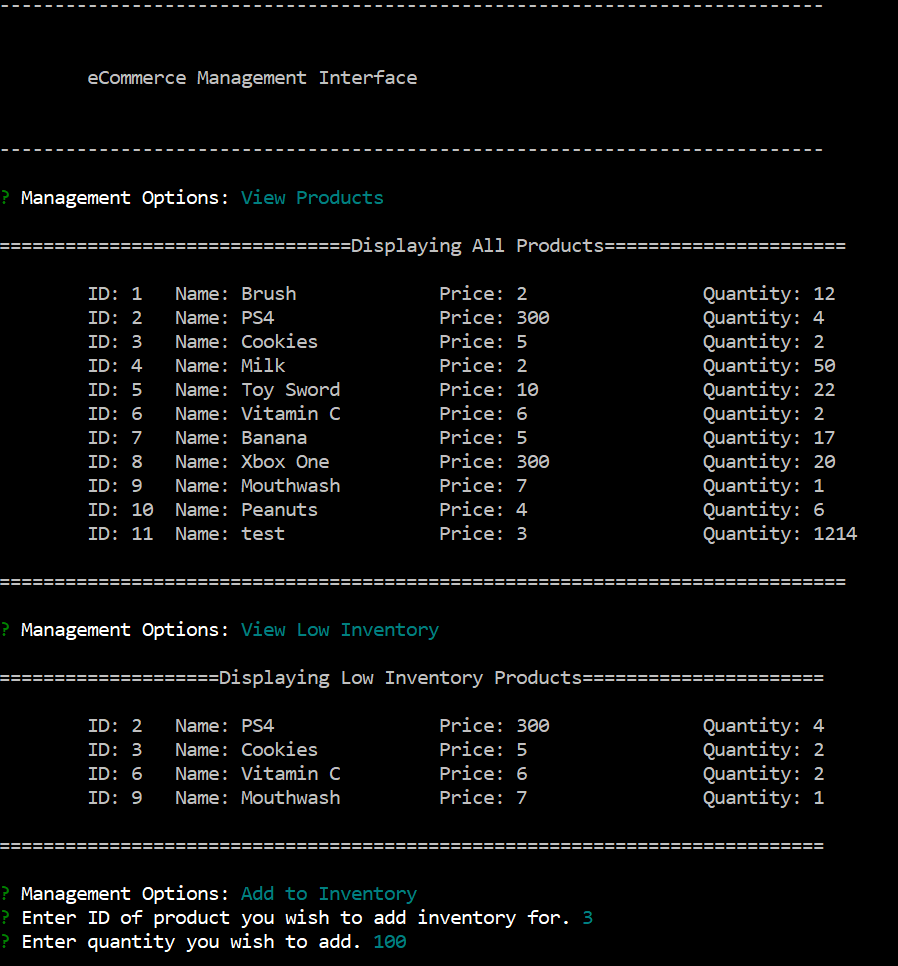 ---------------------------------------------------------------------------
eCommerce Management Interface
---------------------------------------------------------------------------
? Management Options: View Products
================================Displaying All Products======================
ID: 1 Name: Brush Price: 2 Quantity: 12
ID: 2 Name: PS4 Price: 300 Quantity: 4
ID: 3 Name: Cookies Price: 5 Quantity: 2
ID: 4 Name: Milk Price: 2 Quantity: 50
ID: 5 Name: Toy Sword Price: 10 Quantity: 22
ID: 6 Name: Vitamin C Price: 6 Quantity: 2
ID: 7 Name: Banana Price: 5 Quantity: 17
ID: 8 Name: Xbox One Price: 300 Quantity: 20
ID: 9 Name: Mouthwash Price: 7 Quantity: 1
ID: 10 Name: Peanuts Price: 4 Quantity: 6
ID: 11 Name: test Price: 3 Quantity: 1214
=============================================================================
? Management Options: View Low Inventory
====================Displaying Low Inventory Products======================
ID: 2 Name: PS4 Price: 300 Quantity: 4
ID: 3 Name: Cookies Price: 5 Quantity: 2
ID: 6 Name: Vitamin C Price: 6 Quantity: 2
ID: 9 Name: Mouthwash Price: 7 Quantity: 1
===========================================================================
? Management Options: Add to Inventory
? Enter ID of product you wish to add inventory for. 3
? Enter quantity you wish to add. 100